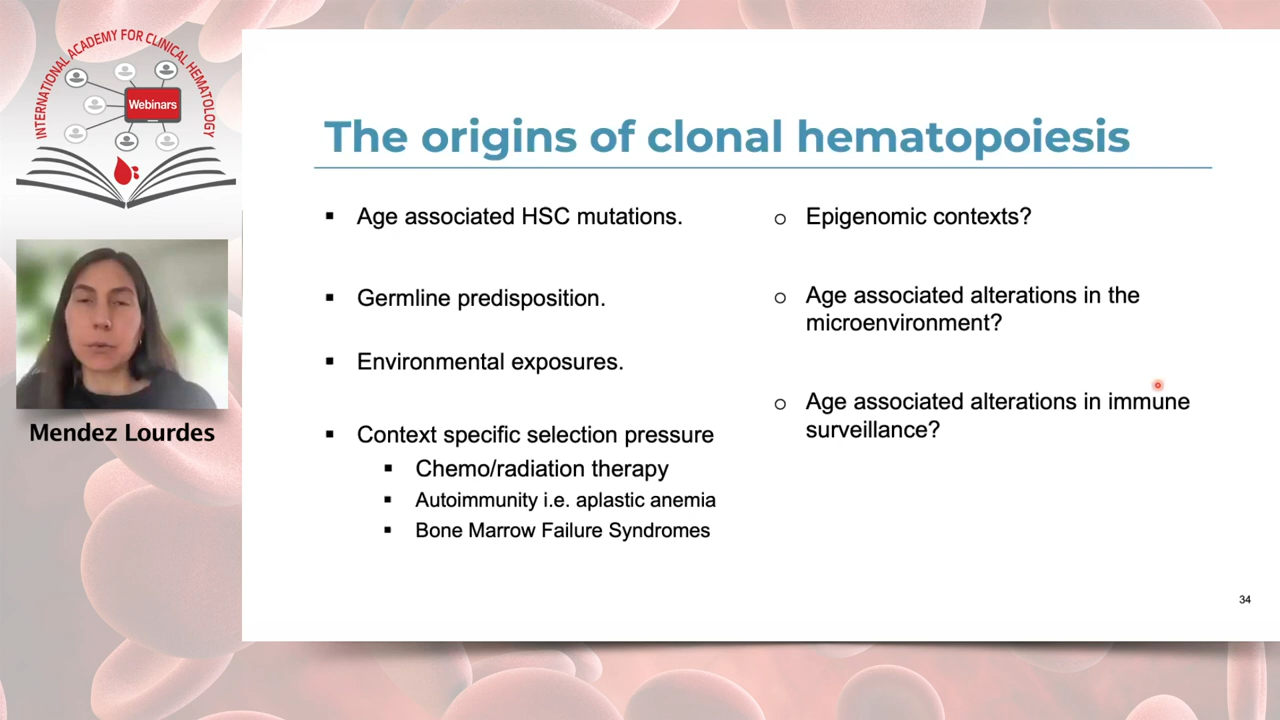 INTERNATIONAL ACADEMY FOR CLINICAL HEMATOLOGY
Webinars
Mendez Lourdes
The origins of clonal hematopoiesis
▪ Age associated HSC mutations.
▪ Germline predisposition.
▪ Environmental exposures.
▪ Context specific selection pressure
▪ Chemo/radiation therapy
▪ Autoimmunity i.e. aplastic anemia
▪ Bone Marrow Failure Syndromes
o Epigenomic contexts?
o Age associated alterations in the
microenvironment?
o Age associated alterations in immune
surveillance?
34